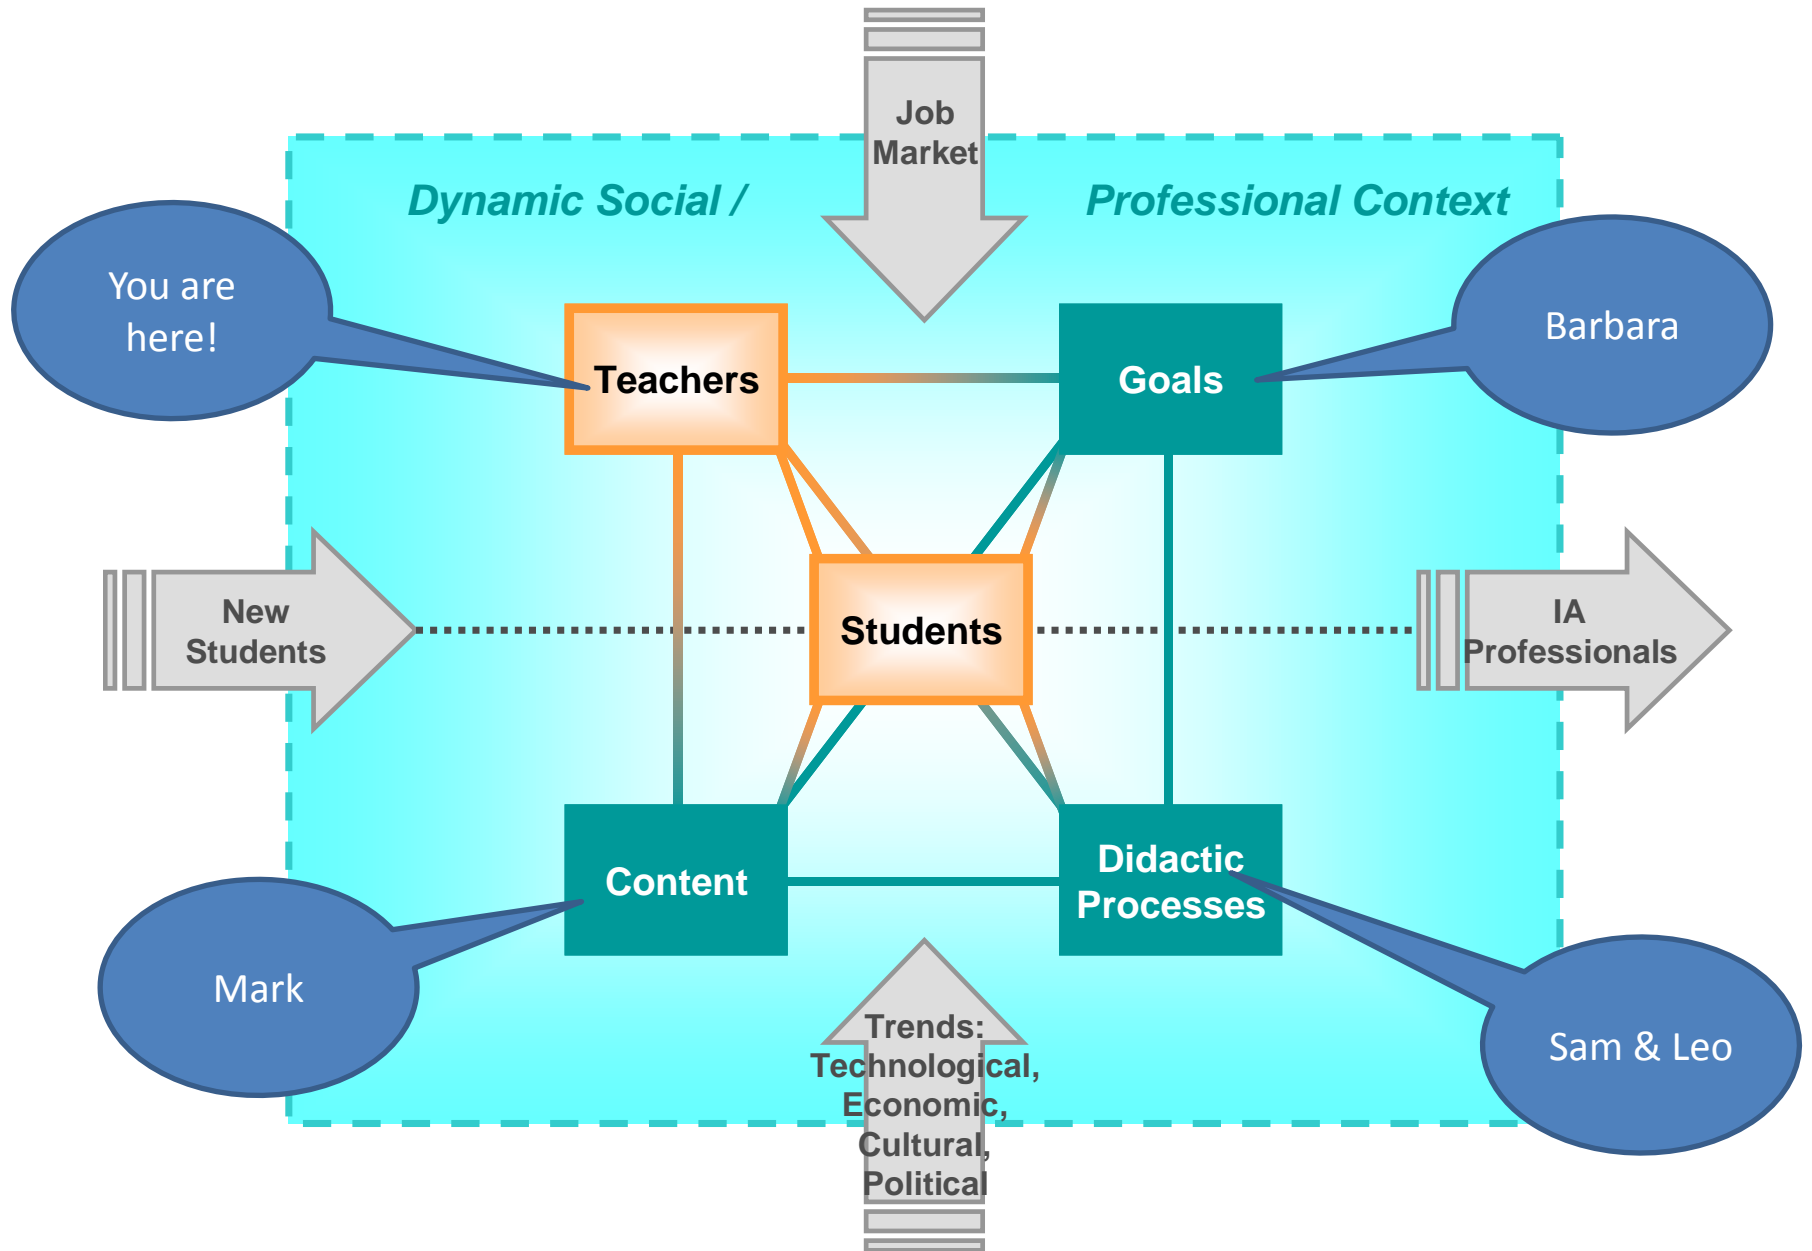 Job
Market
Dynamic Social /
Professional Context
You are
here!
Barbara
Teachers
Goals
New
Students
Students
IA
Professionals
Content
Didactic
Processes
Mark
Sam & Leo
Trends:
Technological,
Economic,
Cultural,
Political